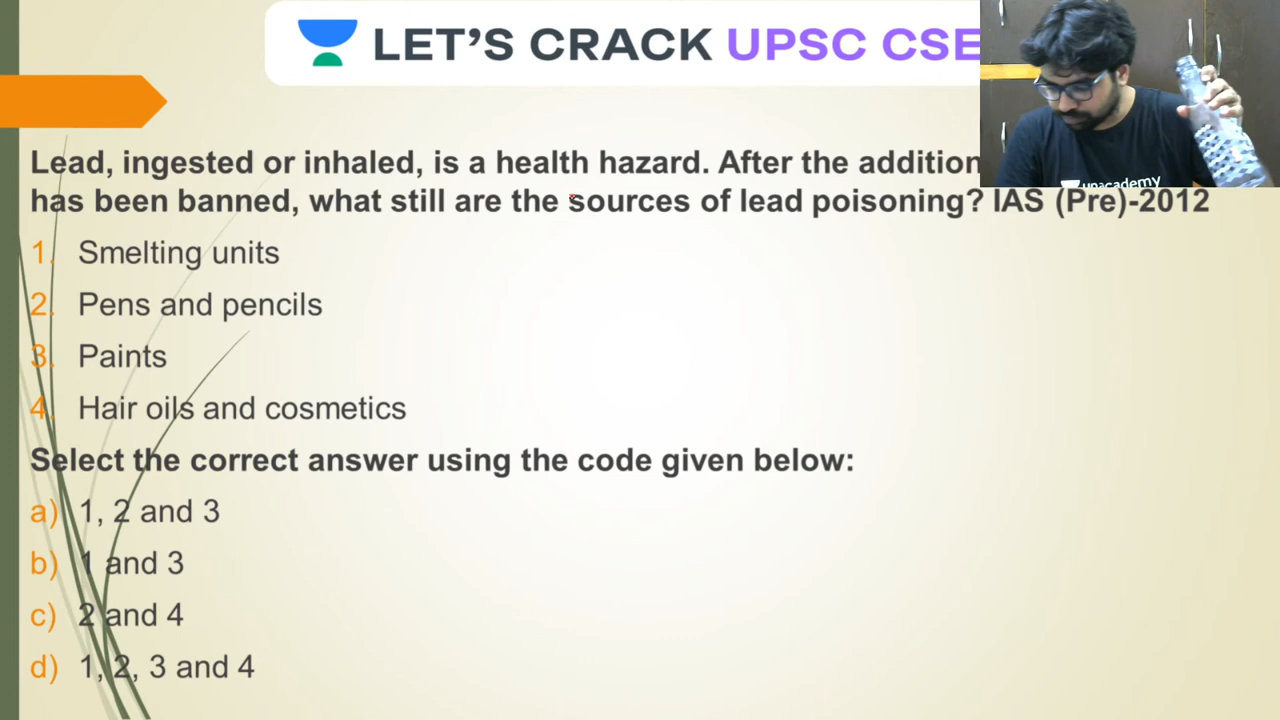 LET'S CRACK UPSC CSE
unacademy
Lead, ingested or inhaled, is a health hazard. After the addition
has been banned, what still are the sources of lead poisoning? IAS (Pre)-2012
1. Smelting units
2. Pens and pencils
3. Paints
4. Hair oils and cosmetics
Select the correct answer using the code given below:
a) 1, 2 and 3
b) 1 and 3
c) 2 and 4
d) 1, 2, 3 and 4